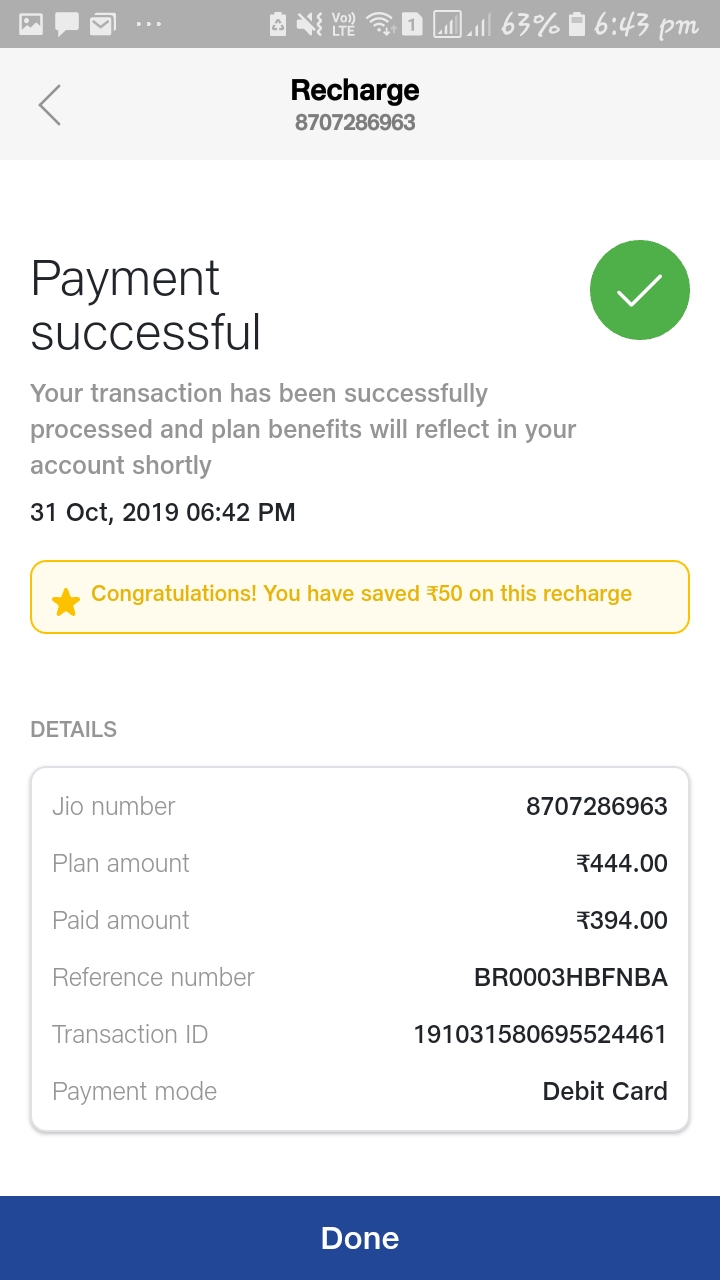 Vo)) LTE 1 63% 6:43 pm
Recharge
8707286963
Payment
successful
Your transaction has been successfully
processed and plan benefits will reflect in your
account shortly
31 Oct, 2019 06:42 PM
Congratulations! You have saved ₹50 on this recharge
DETAILS
Jio number 8707286963
Plan amount ₹444.00
Paid amount ₹394.00
Reference number BR0003HBFNBA
Transaction ID 191031580695524461
Payment mode Debit Card
Done